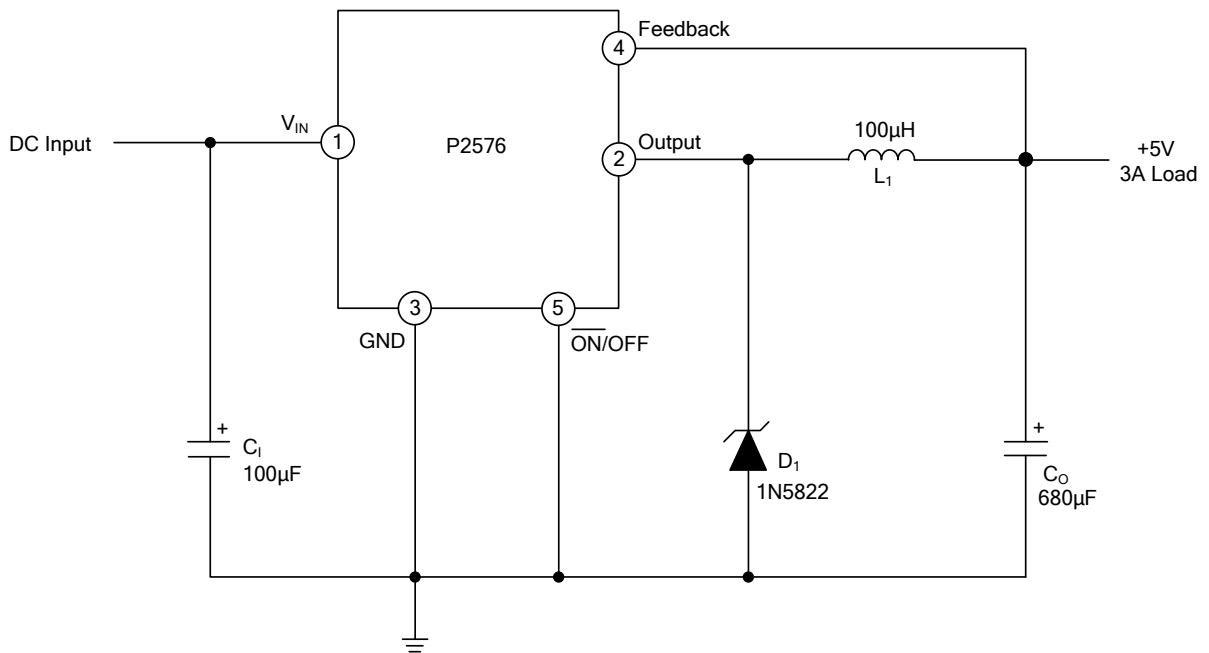 Feedback
4
DC Input
V_IN
1
P2576
2
Output
100µH
L₁
+5V
3A Load
3
5
GND
ON/OFF
+
C_I
100µF
D₁
1N5822
+
C_O
680µF